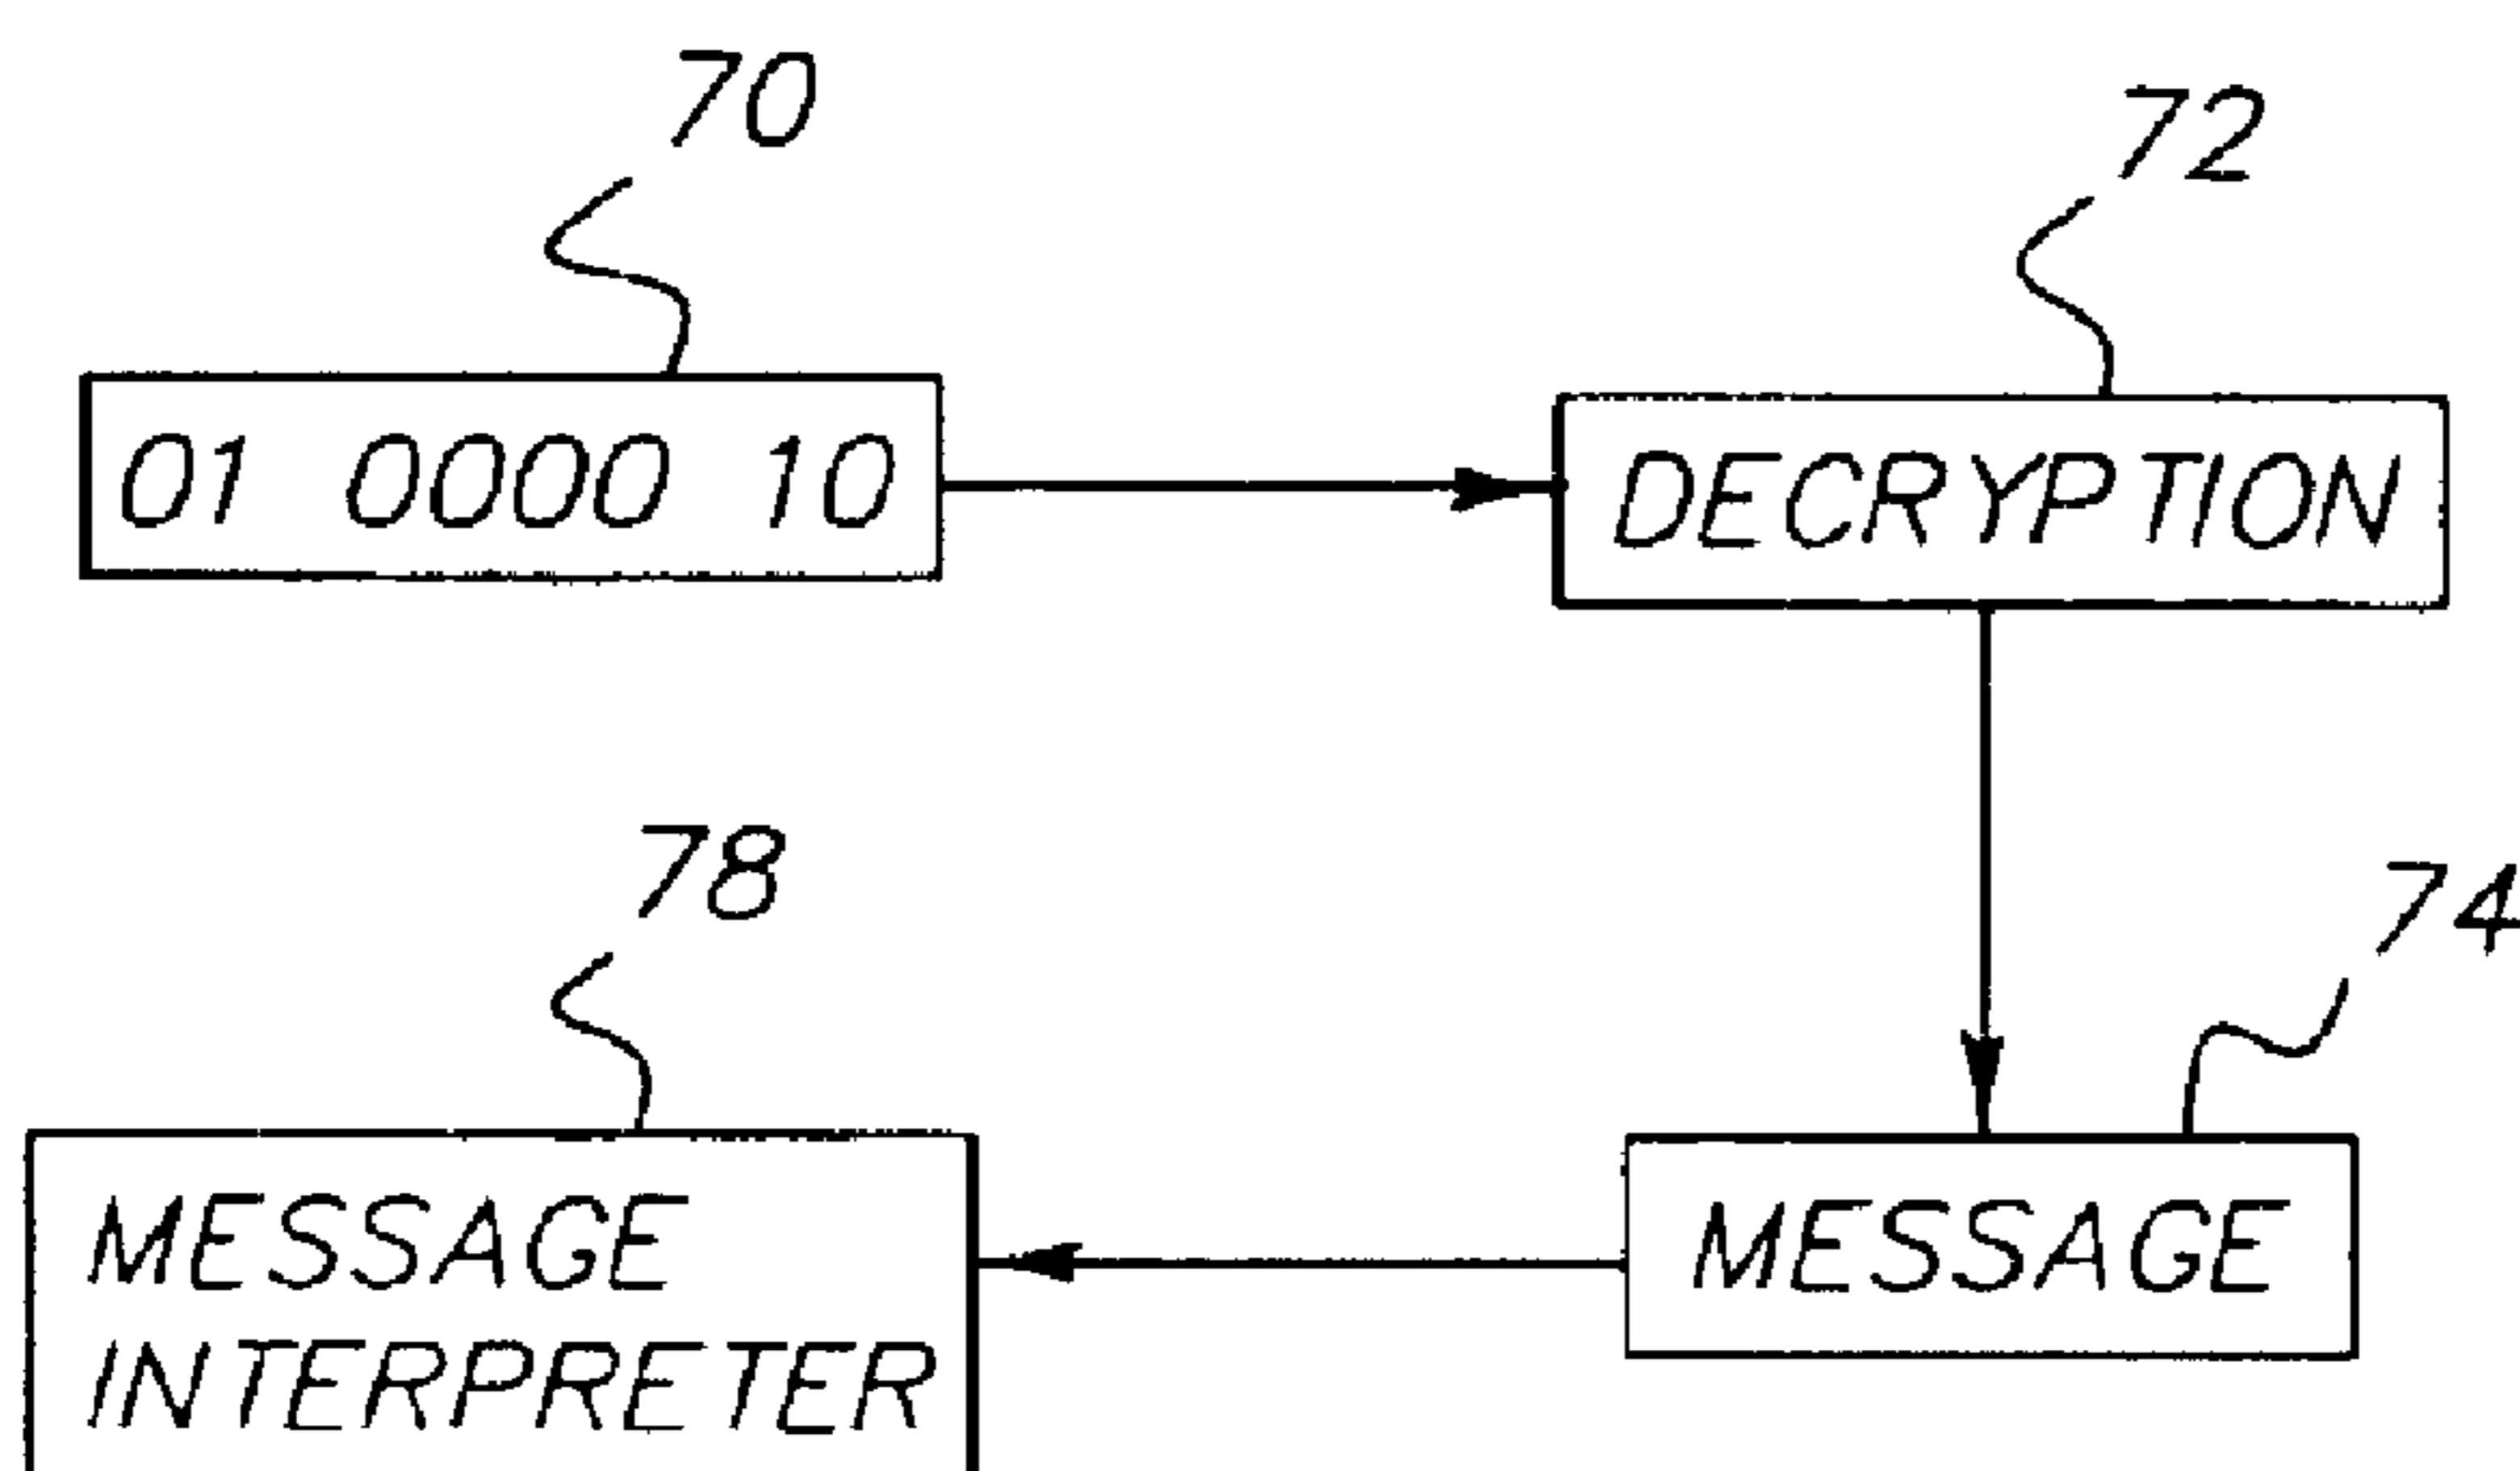 70
72
01 0000 10
DECRYPTION
78
74
MESSAGE
INTERPRETER
MESSAGE